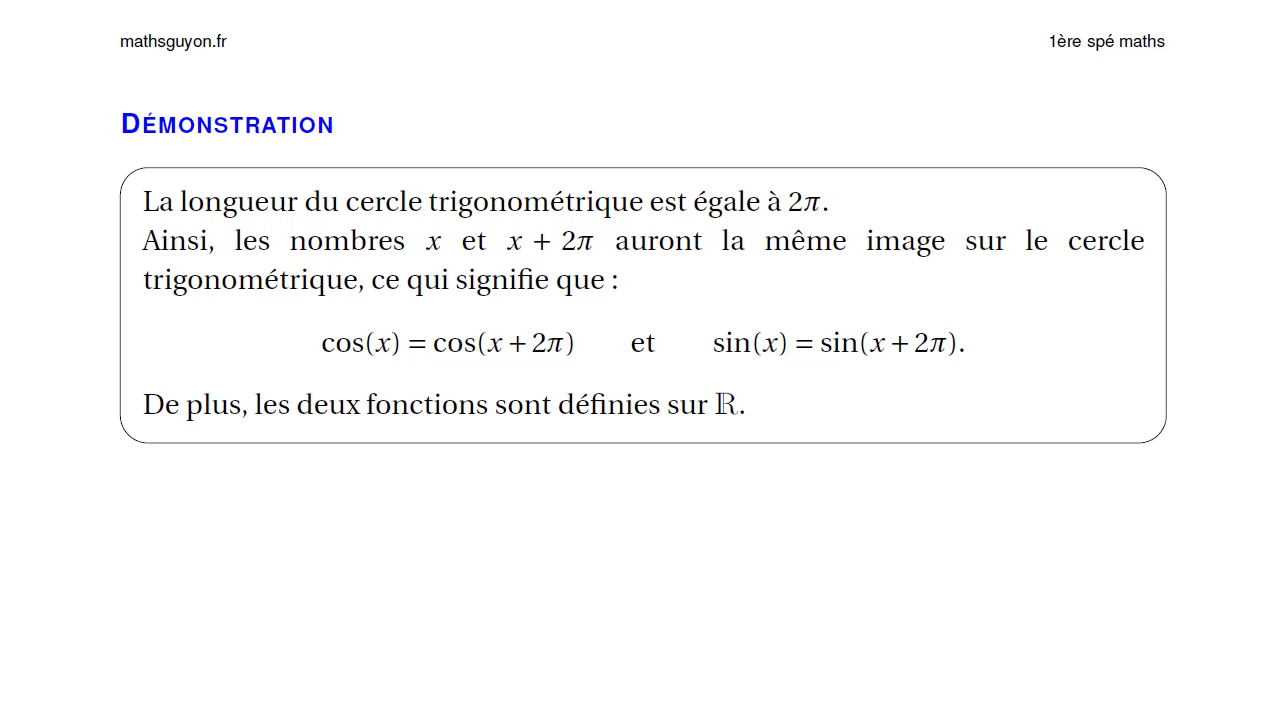 mathsguyon.fr
1ère spé maths
DÉMONSTRATION
La longueur du cercle trigonométrique est égale à 2π.
Ainsi, les nombres x et x + 2π auront la même image sur le cercle
trigonométrique, ce qui signifie que :
cos(x) = cos(x + 2π) et sin(x) = sin(x + 2π).
De plus, les deux fonctions sont définies sur ℝ.